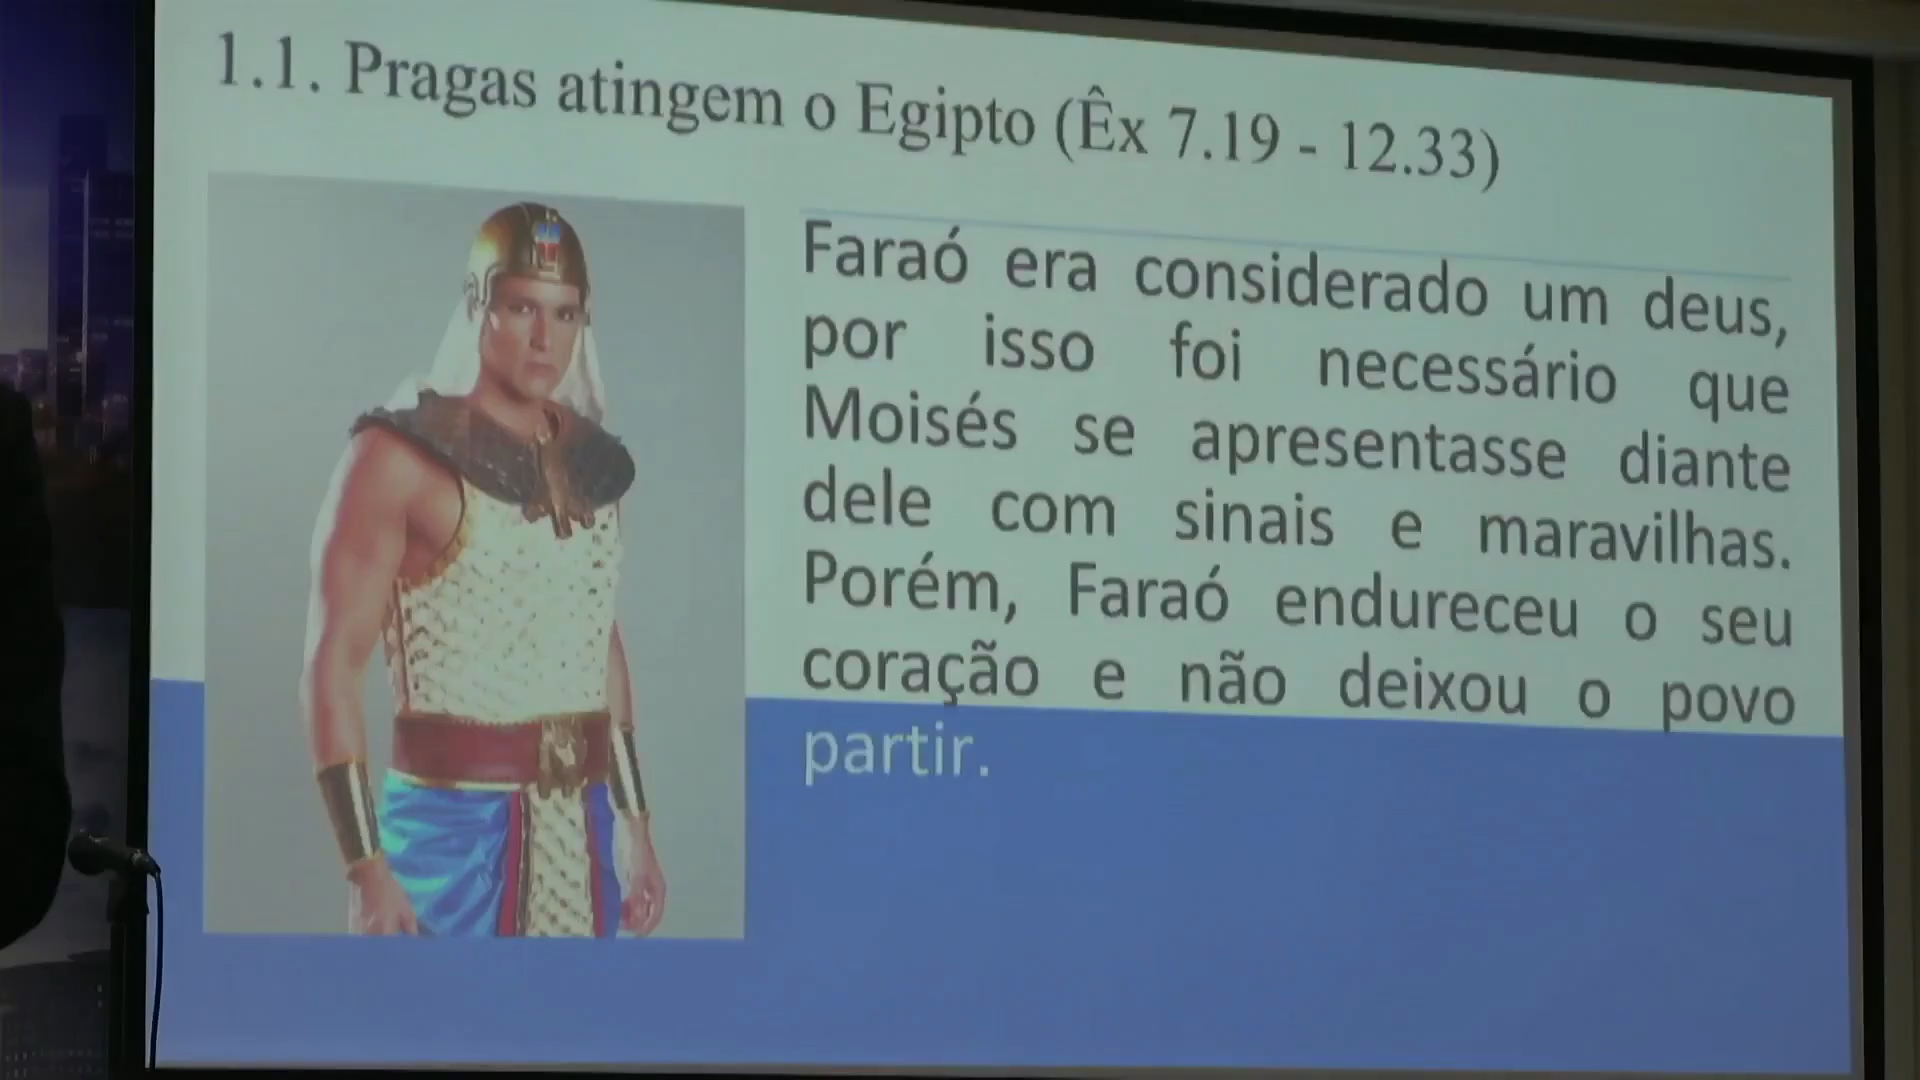 1.1. Pragas atingem o Egipto (Êx 7.19 - 12.33)
Faraó era considerado um deus,
por isso foi necessário que
Moisés se apresentasse diante
dele com sinais e maravilhas.
Porém, Faraó endureceu o seu
coração e não deixou o povo
partir.